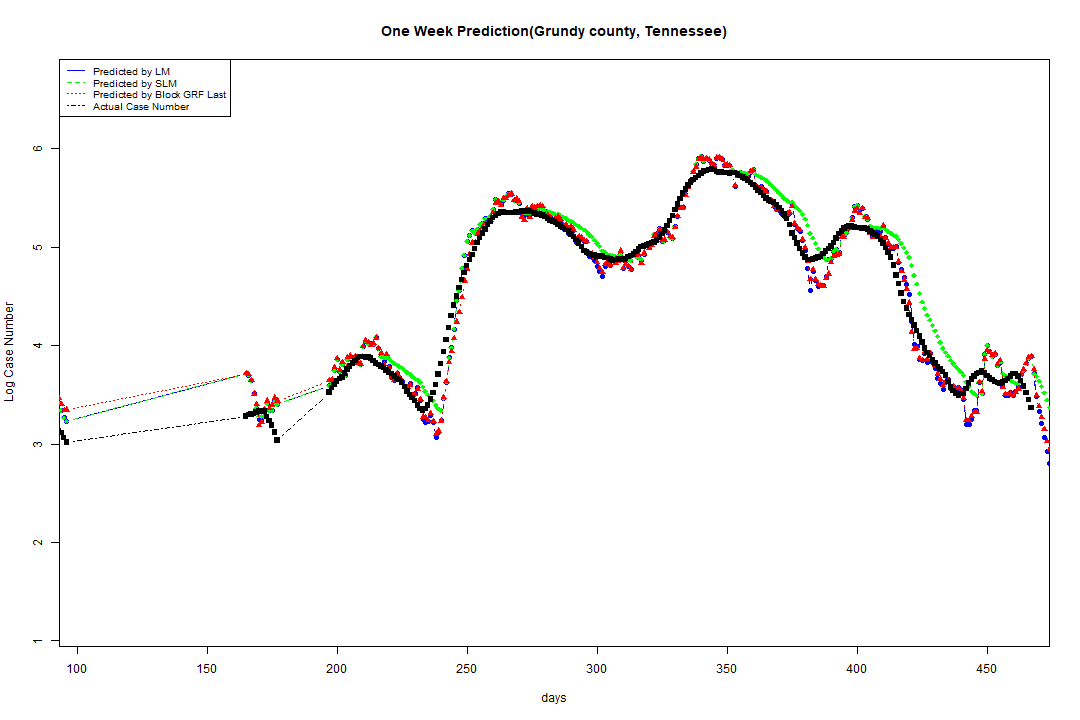 One Week Prediction(Grundy county, Tennessee)
Predicted by LM
Predicted by SLM
Predicted by Block GRF Last
Actual Case Number
6
5
4
3
2
1
Log Case Number
100 150 200 250 300 350 400 450
days